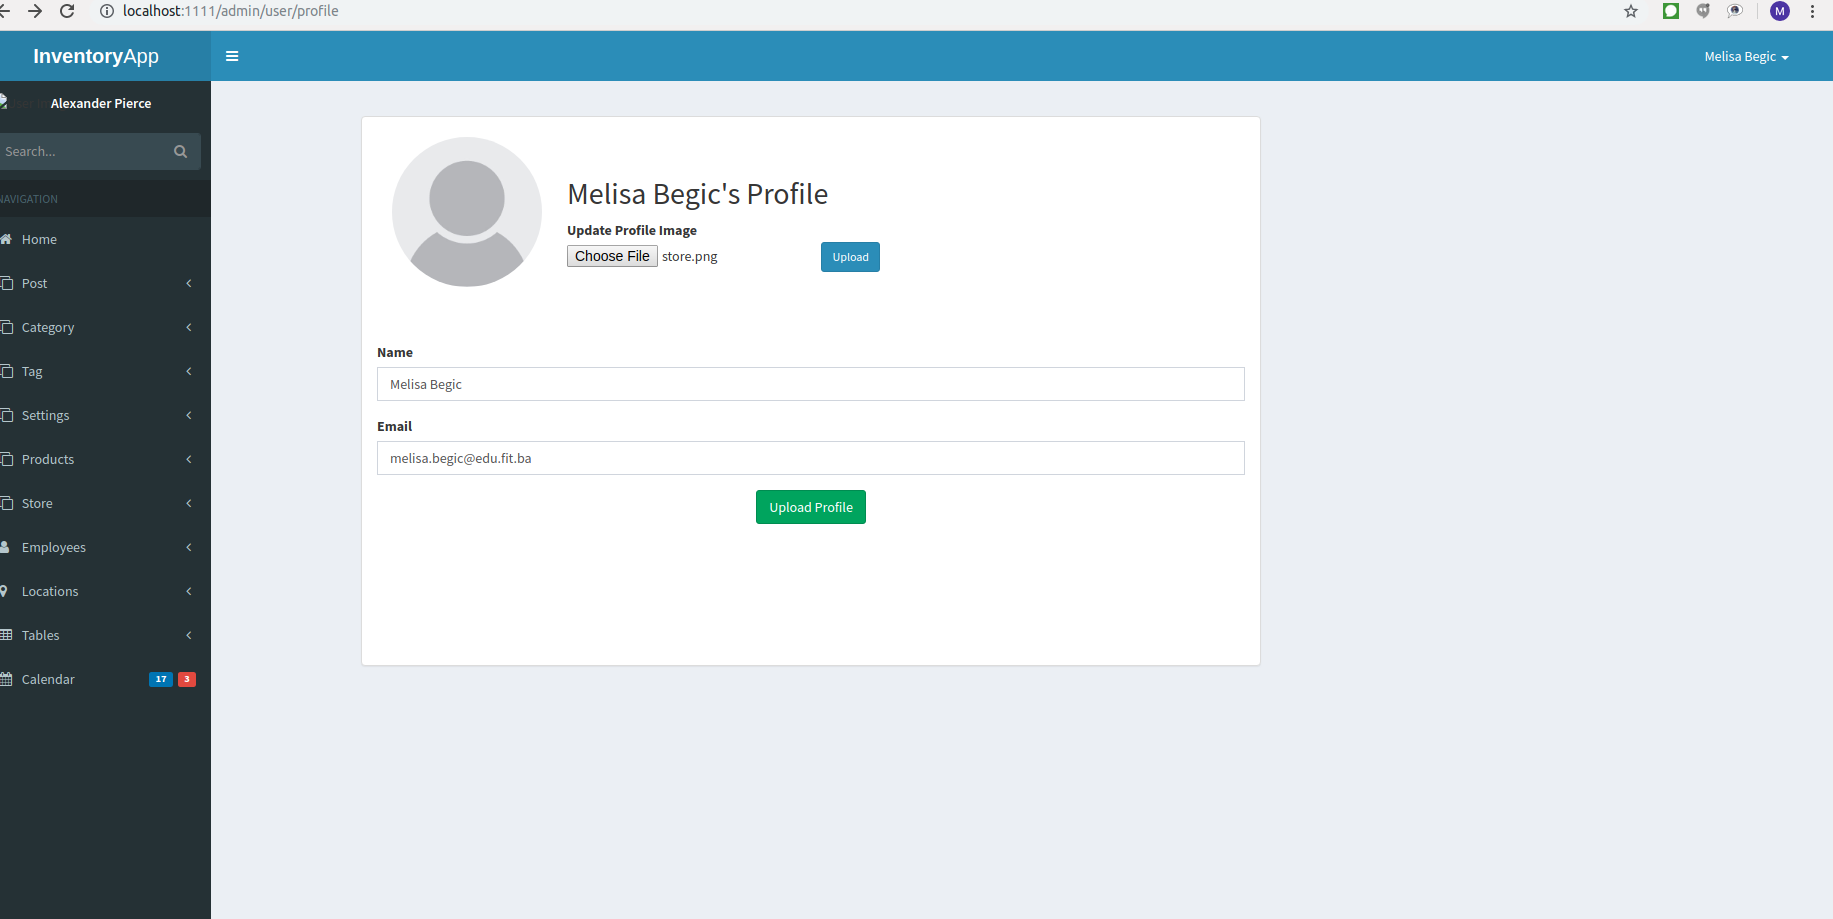 localhost:1111/admin/user/profile
M
InventoryApp
Melisa Begic
Alexander Pierce
Search...
NAVIGATION
Home
Post
Category
Tag
Settings
Products
Store
Employees
Locations
Tables
Calendar 17 3
Melisa Begic's Profile
Update Profile Image
Choose File store.png Upload
Name
Melisa Begic
Email
melisa.begic@edu.fit.ba
Upload Profile